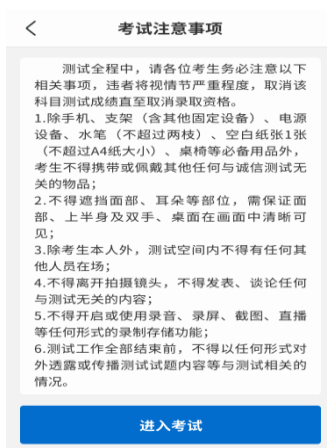 考试注意事项
测试全程中，请各位考生务必注意以下
相关事项，违者将视情节严重程度，取消该
科目测试成绩直至取消录取资格。
1.除手机、支架（含其他固定设备）、电源
设备、水笔（不超过两枝）、空白纸张1张
（不超过A4纸大小）、桌椅等必备用品外，
考生不得携带或佩戴其他任何与诚信测试无
关的物品；
2.不得遮挡面部、耳朵等部位，需保证面
部、上半身及双手、桌面在画面中清晰可
见；
3.除考生本人外，测试空间内不得有任何其
他人员在场；
4.不得离开拍摄镜头，不得发表、谈论任何
与测试无关的内容；
5.不得开启或使用录音、录屏、截图、直播
等任何形式的录制存储功能；
6.测试工作全部结束前，不得以任何形式对
外透露或传播测试试题内容等与测试相关的
情况。
进入考试